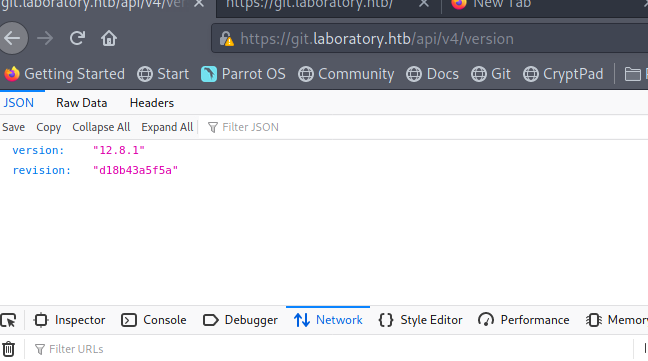 git.laboratory.htb/api/v4/ver https://git.laboratory.htb/ New Tab
https://git.laboratory.htb/api/v4/version
Getting Started Start Parrot OS Community Docs Git CryptPad
JSON Raw Data Headers
Save Copy Collapse All Expand All Filter JSON
version: "12.8.1"
revision: "d18b43a5f5a"
Inspector Console Debugger Network Style Editor Performance Memory
Filter URLs